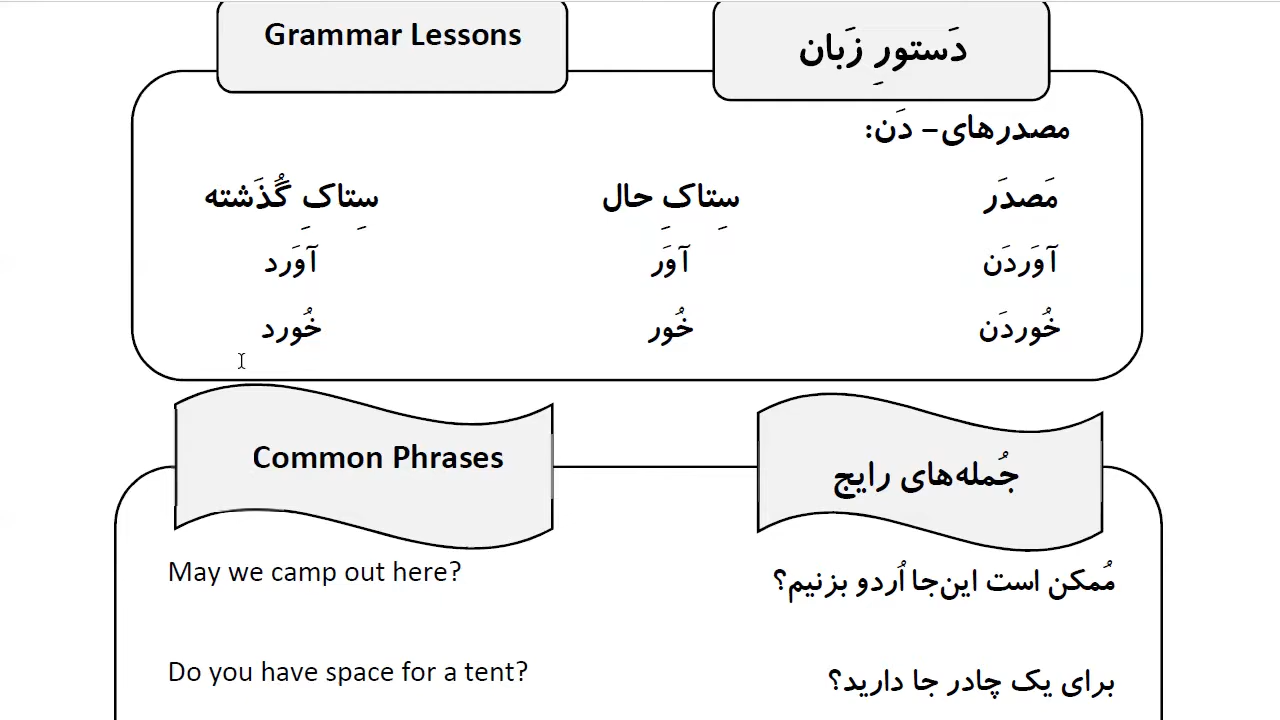 Grammar Lessons
دَستورِ زَبان
مصدرهای– دَن:
مَصدَر سِتاکِ حال سِتاکِ گُذَشته
آوَردَن آوَر آوَرد
خُوردَن خُور خُورد
Common Phrases
جُمله‌های رایج
May we camp out here?
مُمکن است این‌جا اُردو بزنیم؟
Do you have space for a tent?
برای یک چادر جا دارید؟